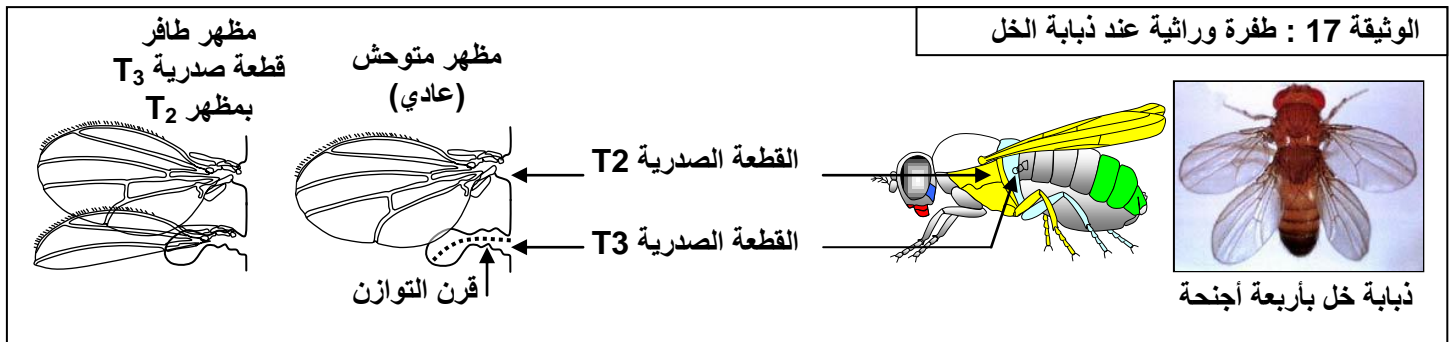 الوثيقة 17 : طفرة وراثية عند ذبابة الخل
مظهر طافر
قطعة صدرية T3
بمظهر T2
مظهر متوحش
(عادي)
القطعة الصدرية T2
القطعة الصدرية T3
قرن التوازن
ذبابة خل بأربعة أجنحة